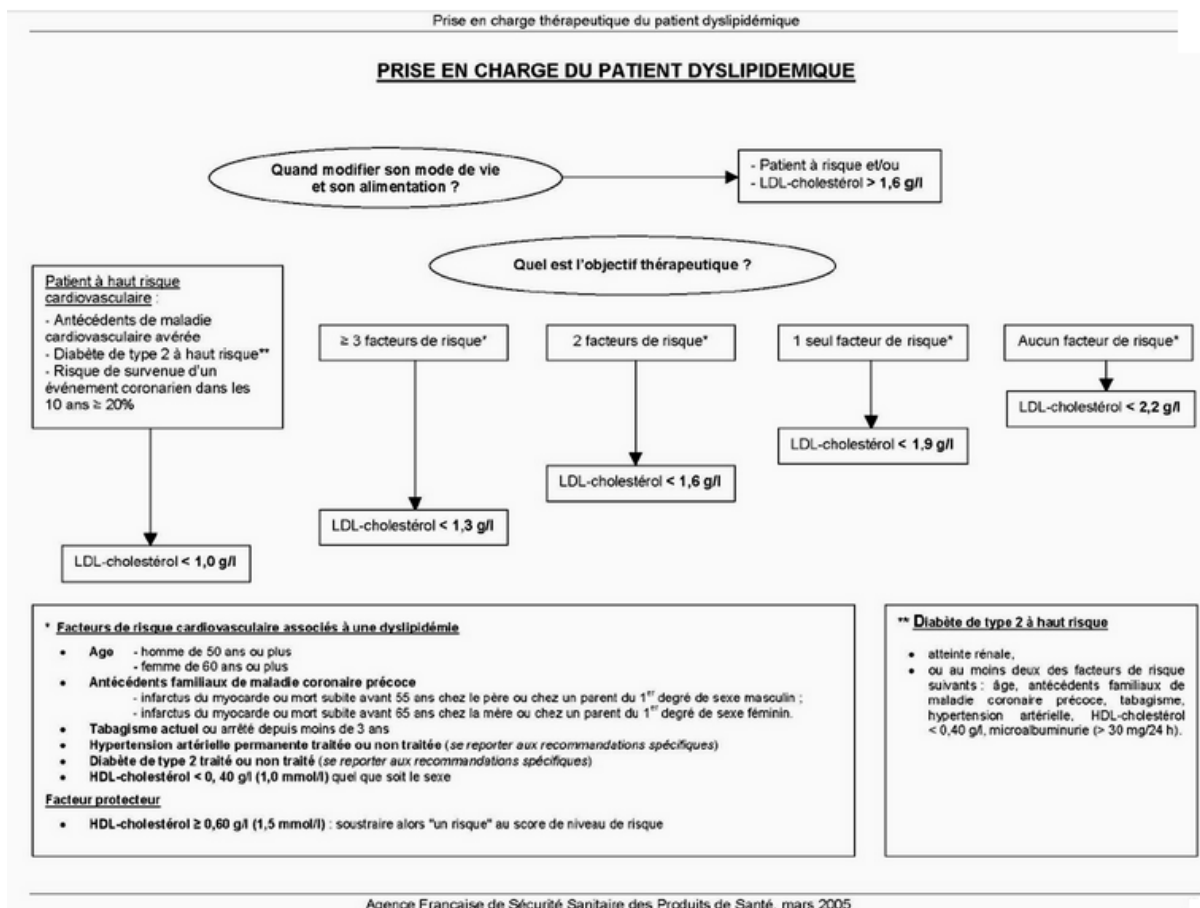 Prise en charge thérapeutique du patient dyslipidémique
PRISE EN CHARGE DU PATIENT DYSLIPIDEMIQUE
Quand modifier son mode de vie
et son alimentation ?
- Patient à risque et/ou
- LDL-cholestérol > 1,6 g/l
Quel est l'objectif thérapeutique ?
Patient à haut risque
cardiovasculaire :
- Antécédents de maladie
cardiovasculaire avérée
- Diabète de type 2 à haut risque**
- Risque de survenue d'un
événement coronarien dans les
10 ans ≥ 20%
≥ 3 facteurs de risque*
2 facteurs de risque*
1 seul facteur de risque*
Aucun facteur de risque*
LDL-cholestérol < 2,2 g/l
LDL-cholestérol < 1,9 g/l
LDL-cholestérol < 1,6 g/l
LDL-cholestérol < 1,3 g/l
LDL-cholestérol < 1,0 g/l
* Facteurs de risque cardiovasculaire associés à une dyslipidémie
• Age - homme de 50 ans ou plus
- femme de 60 ans ou plus
• Antécédents familiaux de maladie coronaire précoce
- infarctus du myocarde ou mort subite avant 55 ans chez le père ou chez un parent du 1er degré de sexe masculin ;
- infarctus du myocarde ou mort subite avant 65 ans chez la mère ou chez un parent du 1er degré de sexe féminin.
• Tabagisme actuel ou arrêté depuis moins de 3 ans
• Hypertension artérielle permanente traitée ou non traitée (se reporter aux recommandations spécifiques)
• Diabète de type 2 traité ou non traité (se reporter aux recommandations spécifiques)
• HDL-cholestérol < 0, 40 g/l (1,0 mmol/l) quel que soit le sexe
Facteur protecteur
• HDL-cholestérol ≥ 0,60 g/l (1,5 mmol/l) : soustraire alors "un risque" au score de niveau de risque
** Diabète de type 2 à haut risque
• atteinte rénale,
• ou au moins deux des facteurs de risque
suivants : âge, antécédents familiaux de
maladie coronaire précoce, tabagisme,
hypertension artérielle, HDL-cholestérol
< 0,40 g/l, microalbuminurie (> 30 mg/24 h).
Agence Française de Sécurité Sanitaire des Produits de Santé, mars 2005